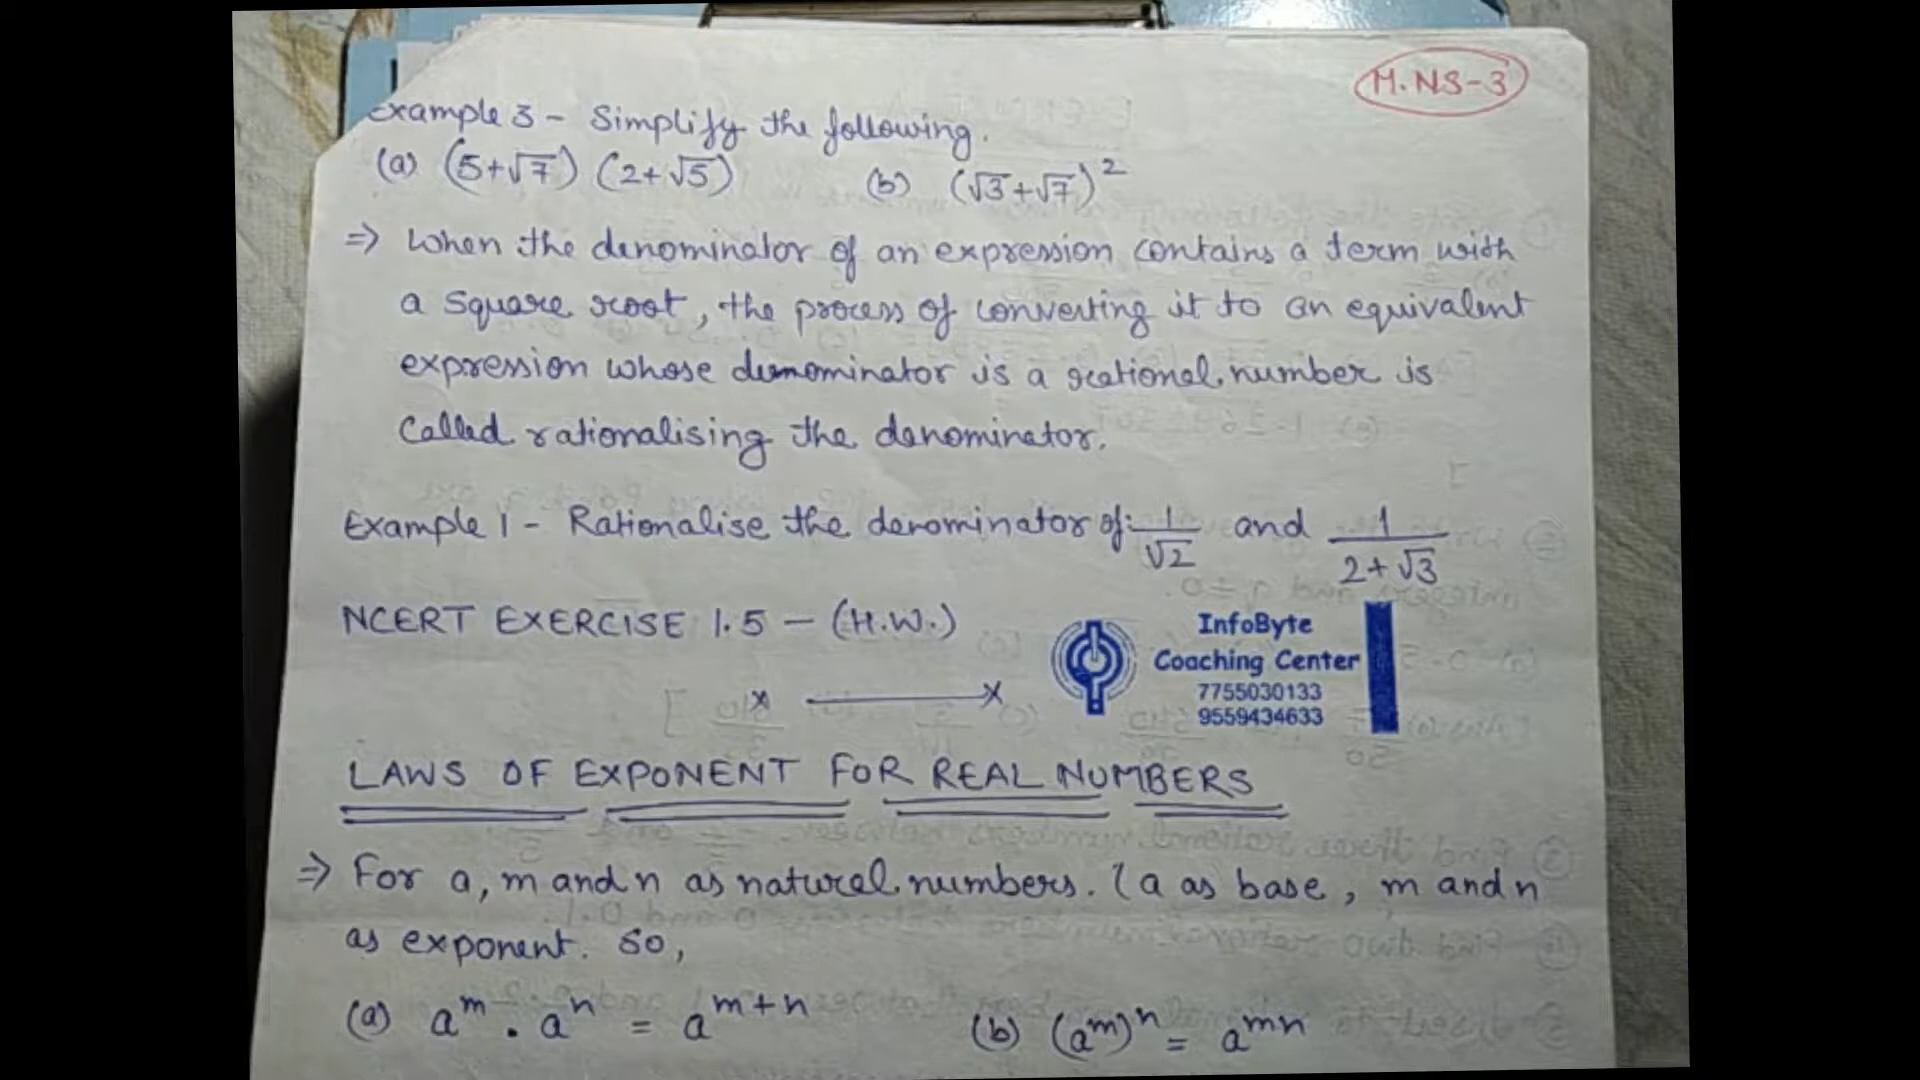 M.NS-3
Example 3 - Simplify the following.
(a) (5+√7) (2+√5) (b) (√3+√7)²
⇒ When the denominator of an expression contains a term with
a square root, the process of converting it to an equivalent
expression whose denominator is a rational number is
called rationalising the denominator.
Example 1 - Rationalise the denominator of: 1/√2 and 1/(2+√3)
NCERT EXERCISE 1.5 - (H.W.)
InfoByte
Coaching Center
7755030133
9559434633
x ——— x
LAWS OF EXPONENT FOR REAL NUMBERS
⇒ For a, m and n as natural numbers. (a as base, m and n
as exponent. So,
(a) aᵐ . aⁿ = aᵐ⁺ⁿ (b) (aᵐ)ⁿ = aᵐⁿ